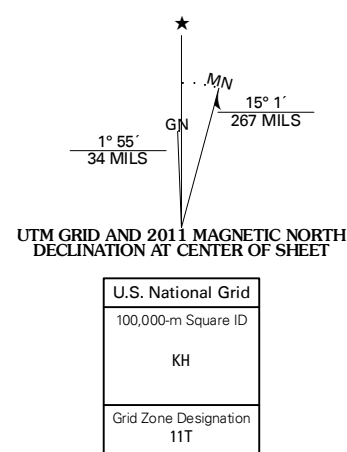 ★
MN
15° 1´
267 MILS
GN
1° 55´
34 MILS
UTM GRID AND 2011 MAGNETIC NORTH
DECLINATION AT CENTER OF SHEET
U.S. National Grid
100,000-m Square ID
KH
Grid Zone Designation
11T